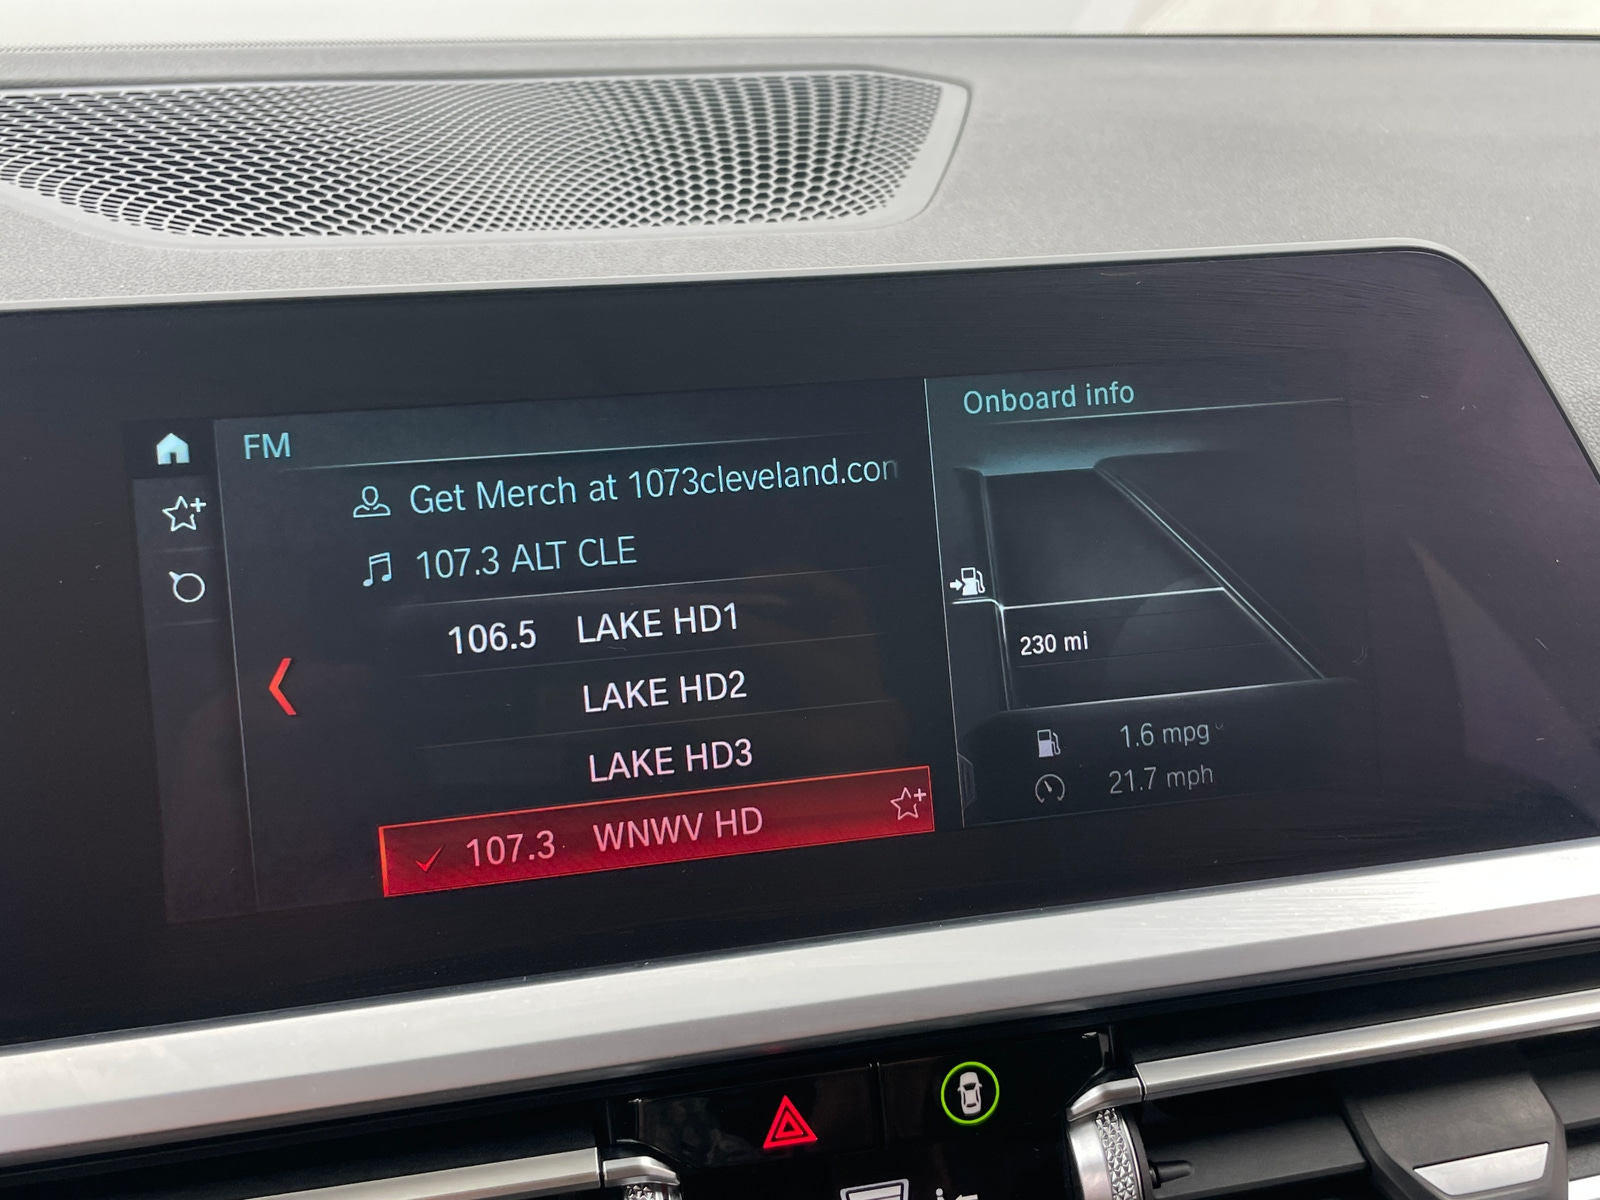 FM
Get Merch at 1073cleveland.com
107.3 ALT CLE
106.5 LAKE HD1
LAKE HD2
LAKE HD3
107.3 WNWV HD
Onboard info
230 mi
1.6 mpg
21.7 mph